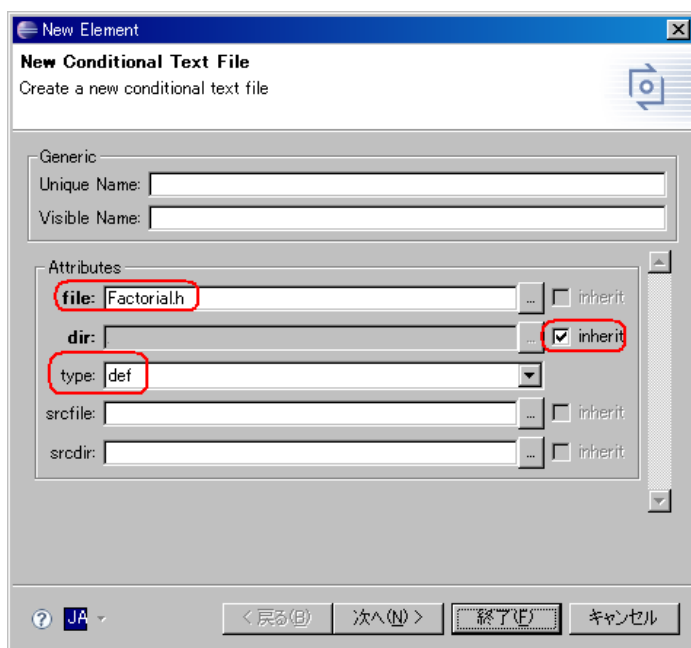 New Element
New Conditional Text File
Create a new conditional text file
Generic
Unique Name:
Visible Name:
Attributes
file: Factorial.h ... inherit
dir: . ... inherit
type: def
srcfile: ... inherit
srcdir: ... inherit
? JA < 戻る(B) 次へ(N) > 終了(F) キャンセル